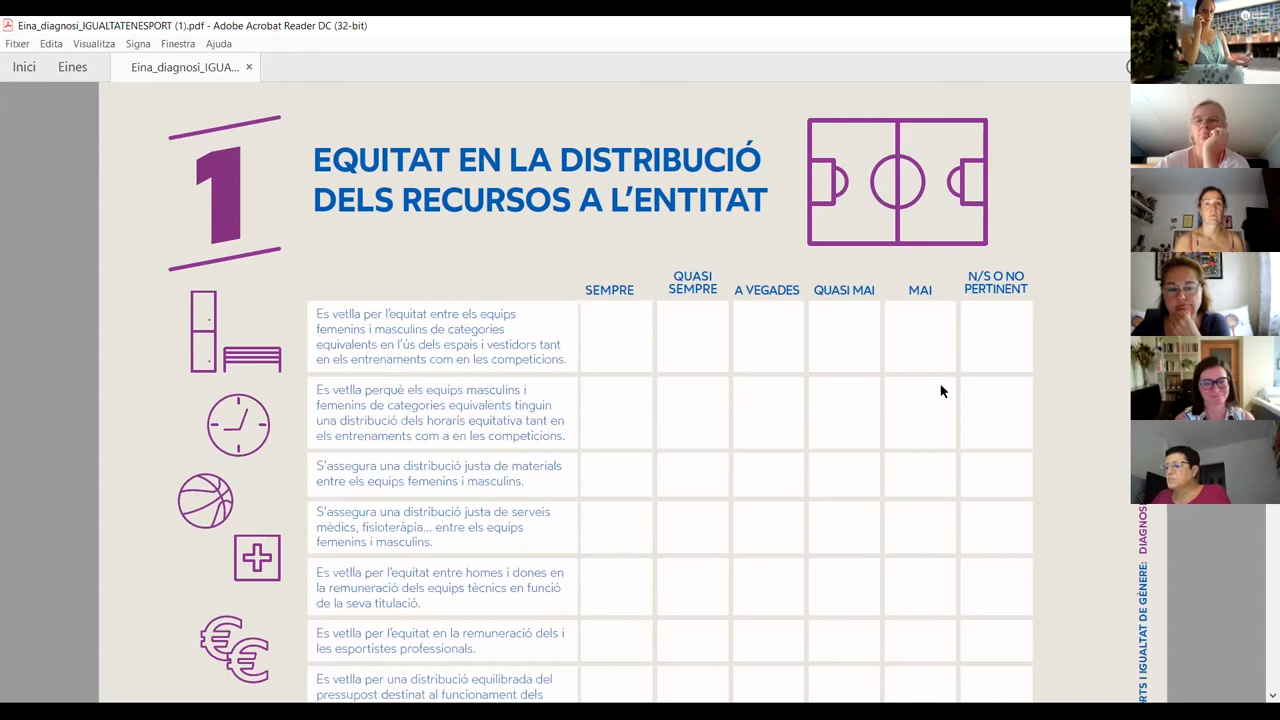 Eina_diagnosi_IGUALTATENESPORT (1).pdf - Adobe Acrobat Reader DC (32-bit)
Fitxer Edita Visualitza Signa Finestra Ajuda
Inici Eines Eina_diagnosi_IGUA... ×
1
EQUITAT EN LA DISTRIBUCIÓ
DELS RECURSOS A L’ENTITAT
SEMPRE QUASI SEMPRE A VEGADES QUASI MAI MAI N/S O NO PERTINENT
Es vetlla per l’equitat entre els equips
femenins i masculins de categories
equivalents en l’ús dels espais i vestidors tant
en els entrenaments com en les competicions.
Es vetlla perquè els equips masculins i
femenins de categories equivalents tinguin
una distribució dels horaris equitativa tant en
els entrenaments com a en les competicions.
S’assegura una distribució justa de materials
entre els equips femenins i masculins.
S’assegura una distribució justa de serveis
mèdics, fisioteràpia... entre els equips
femenins i masculins.
Es vetlla per l’equitat entre homes i dones en
la remuneració dels equips tècnics en funció
de la seva titulació.
Es vetlla per l’equitat en la remuneració dels i
les esportistes professionals.
Es vetlla per una distribució equilibrada del
pressupost destinat al funcionament dels
ORTS I IGUALTAT DE GÈNERE: DIAGNOS